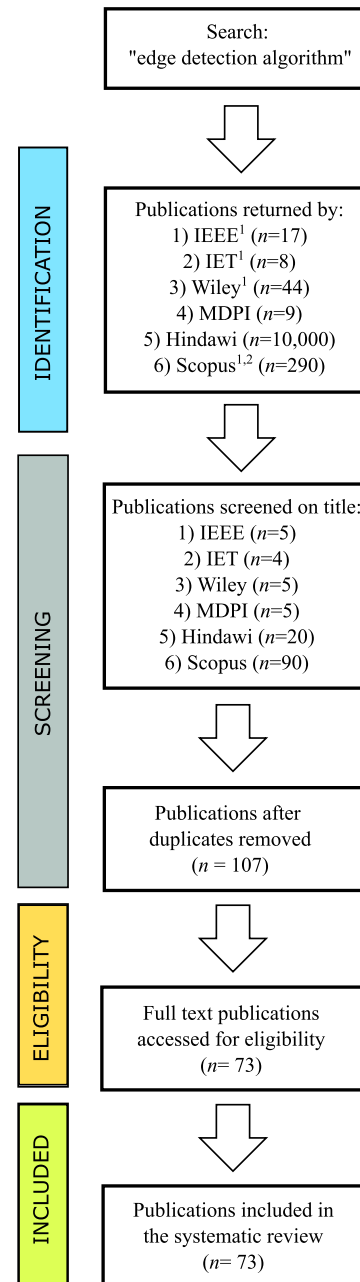 Search:
"edge detection algorithm"
IDENTIFICATION
Publications returned by:
1) IEEE¹ (n=17)
2) IET¹ (n=8)
3) Wiley¹ (n=44)
4) MDPI (n=9)
5) Hindawi (n=10,000)
6) Scopus¹,² (n=290)
SCREENING
Publications screened on title:
1) IEEE (n=5)
2) IET (n=4)
3) Wiley (n=5)
4) MDPI (n=5)
5) Hindawi (n=20)
6) Scopus (n=90)
Publications after
duplicates removed
(n = 107)
ELIGIBILITY
Full text publications
accessed for eligibility
(n= 73)
INCLUDED
Publications included in
the systematic review
(n= 73)